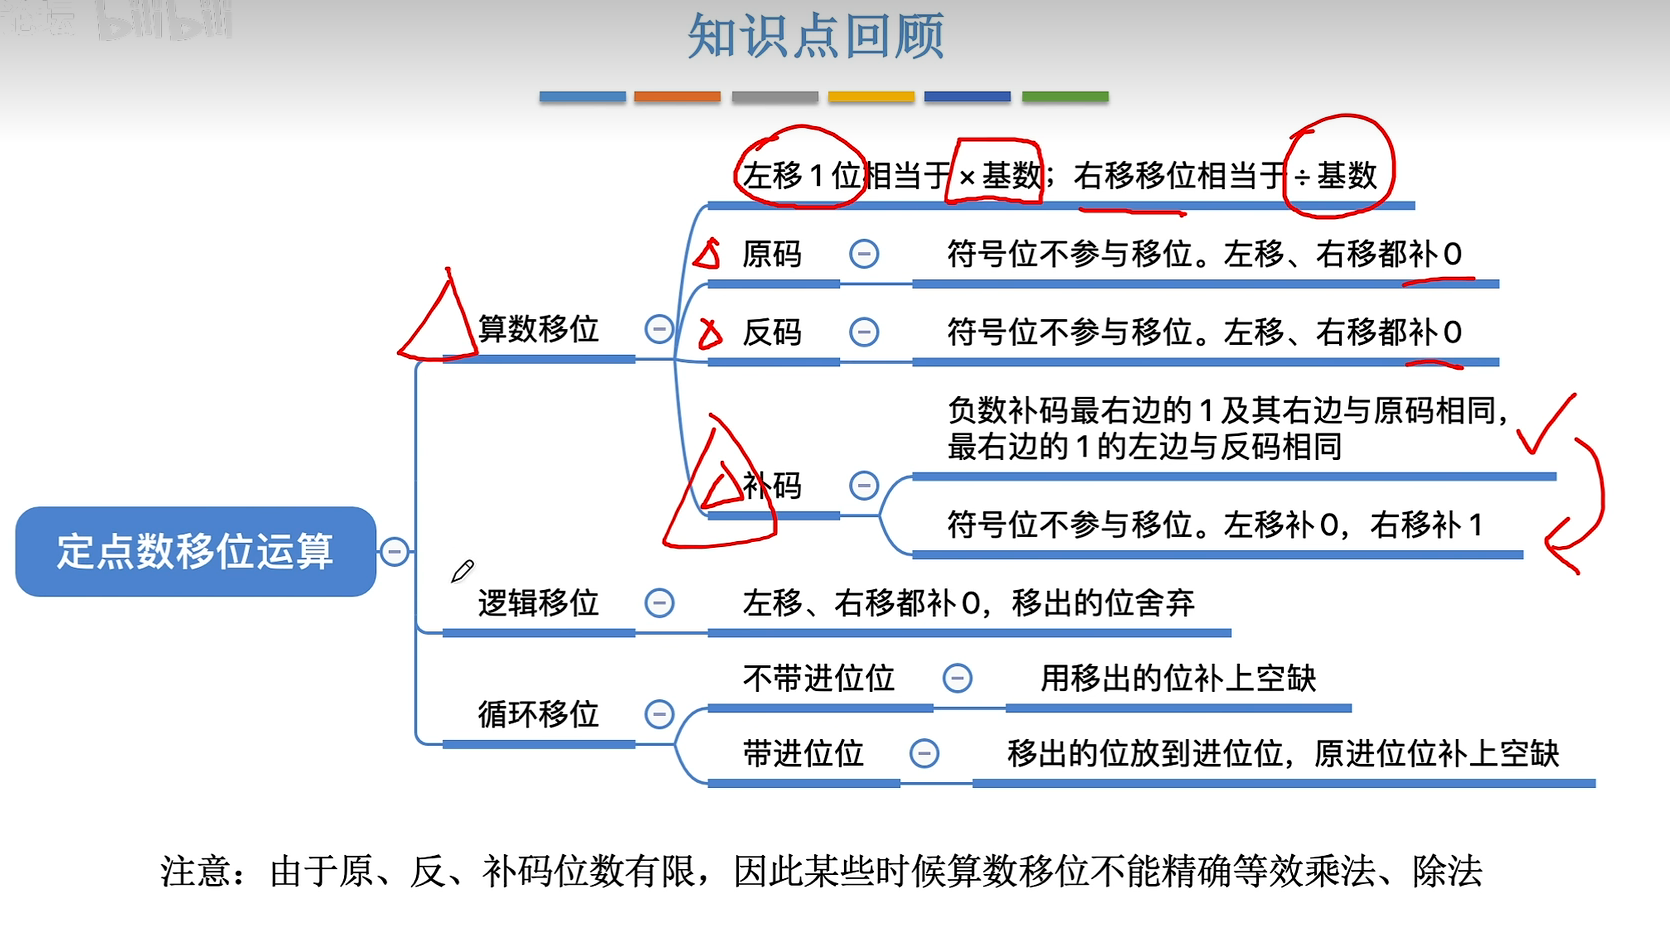 bilibili
知识点回顾
左移1位相当于×基数；右移移位相当于÷基数
原码
符号位不参与移位。左移、右移都补0
算数移位
反码
符号位不参与移位。左移、右移都补0
负数补码最右边的1及其右边与原码相同，
最右边的1的左边与反码相同
补码
符号位不参与移位。左移补0，右移补1
定点数移位运算
逻辑移位
左移、右移都补0，移出的位舍弃
不带进位位
用移出的位补上空缺
循环移位
带进位位
移出的位放到进位位，原进位位补上空缺
注意：由于原、反、补码位数有限，因此某些时候算数移位不能精确等效乘法、除法